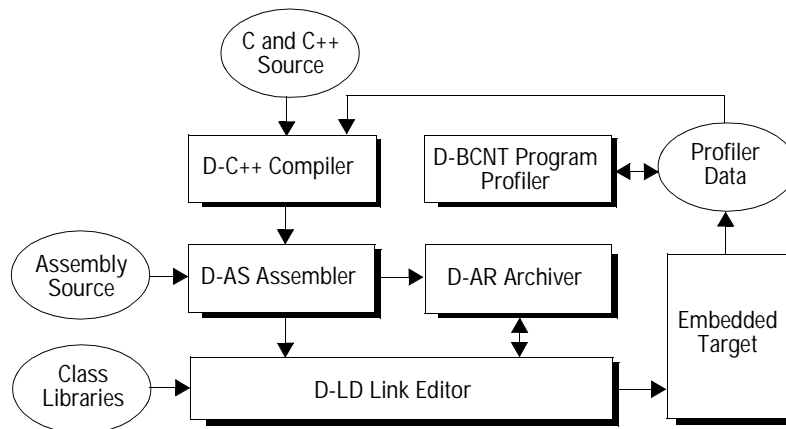 C and C++
Source
D-C++ Compiler
D-BCNT Program
Profiler
Profiler
Data
Assembly
Source
D-AS Assembler
D-AR Archiver
Embedded
Target
Class
Libraries
D-LD Link Editor